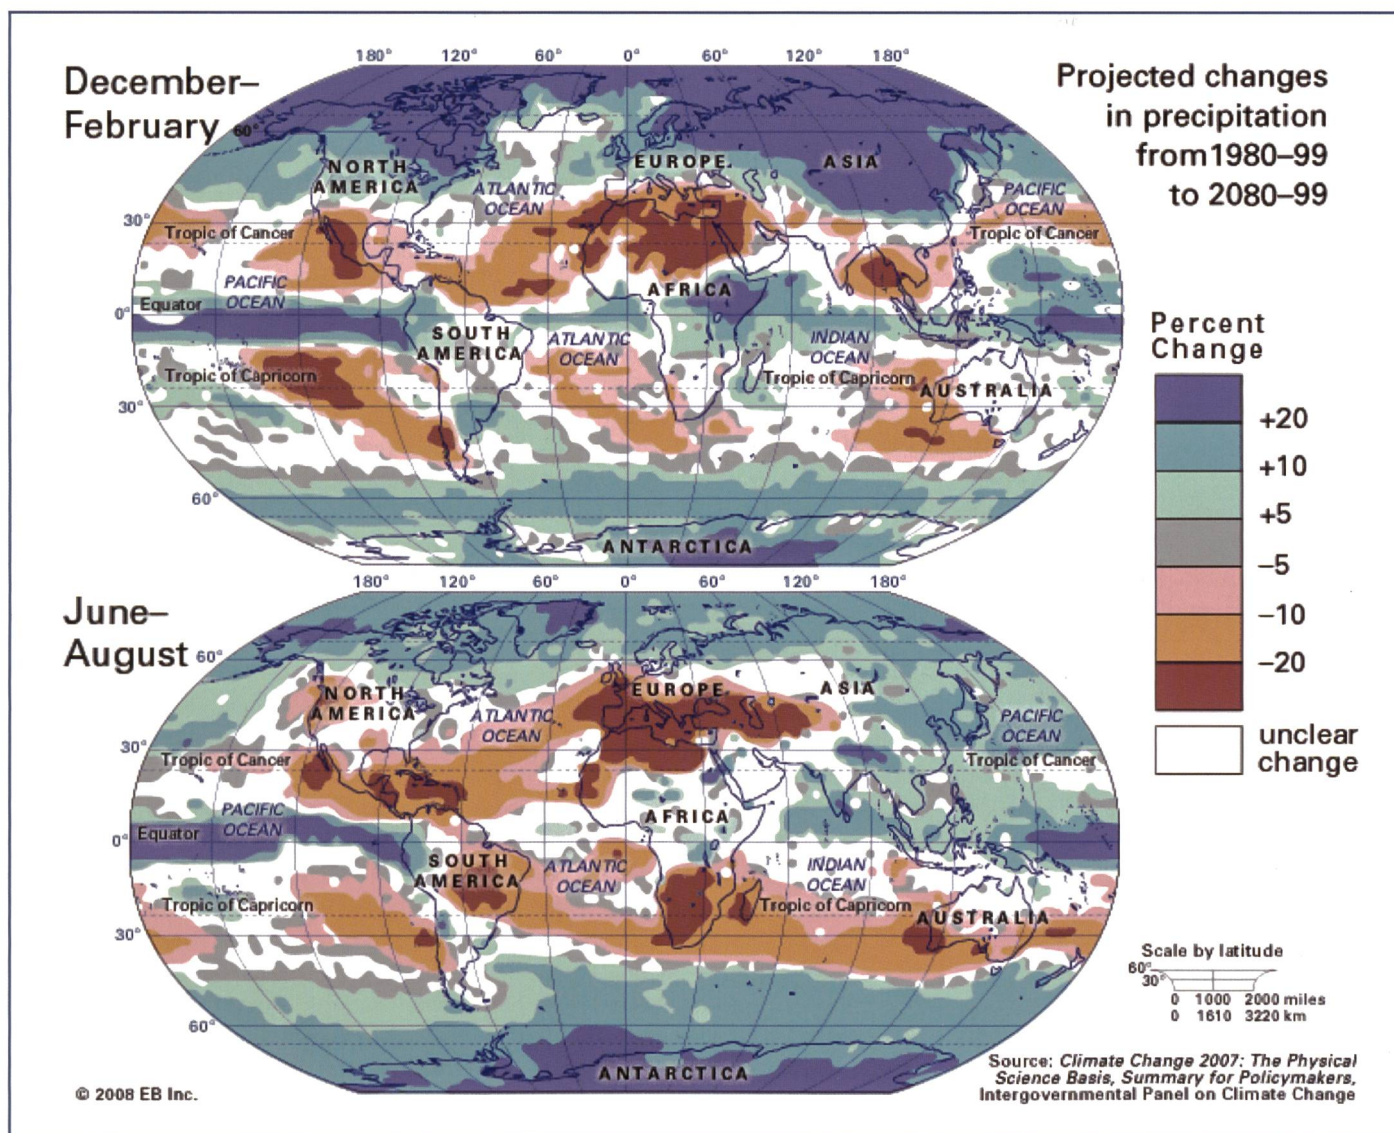 December–
February
Projected changes
in precipitation
from 1980–99
to 2080–99
180° 120° 60° 0° 60° 120° 180°
60°
NORTH
AMERICA
EUROPE
ASIA
ATLANTIC
OCEAN
PACIFIC
OCEAN
30°
Tropic of Cancer
Tropic of Cancer
PACIFIC
OCEAN
AFRICA
Equator
0°
SOUTH
AMERICA
ATLANTIC
OCEAN
INDIAN
OCEAN
Tropic of Capricorn
Tropic of Capricorn
AUSTRALIA
30°
60°
ANTARCTICA
Percent
Change
+20
+10
+5
–5
–10
–20
unclear
change
June–
August
180° 120° 60° 0° 60° 120° 180°
60°
NORTH
AMERICA
EUROPE
ASIA
ATLANTIC
OCEAN
PACIFIC
OCEAN
30°
Tropic of Cancer
Tropic of Cancer
PACIFIC
OCEAN
AFRICA
Equator
0°
SOUTH
AMERICA
ATLANTIC
OCEAN
INDIAN
OCEAN
Tropic of Capricorn
Tropic of Capricorn
AUSTRALIA
30°
60°
ANTARCTICA
Scale by latitude
60°
30°
0 1000 2000 miles
0 1610 3220 km
© 2008 EB Inc.
Source: Climate Change 2007: The Physical
Science Basis, Summary for Policymakers,
Intergovernmental Panel on Climate Change